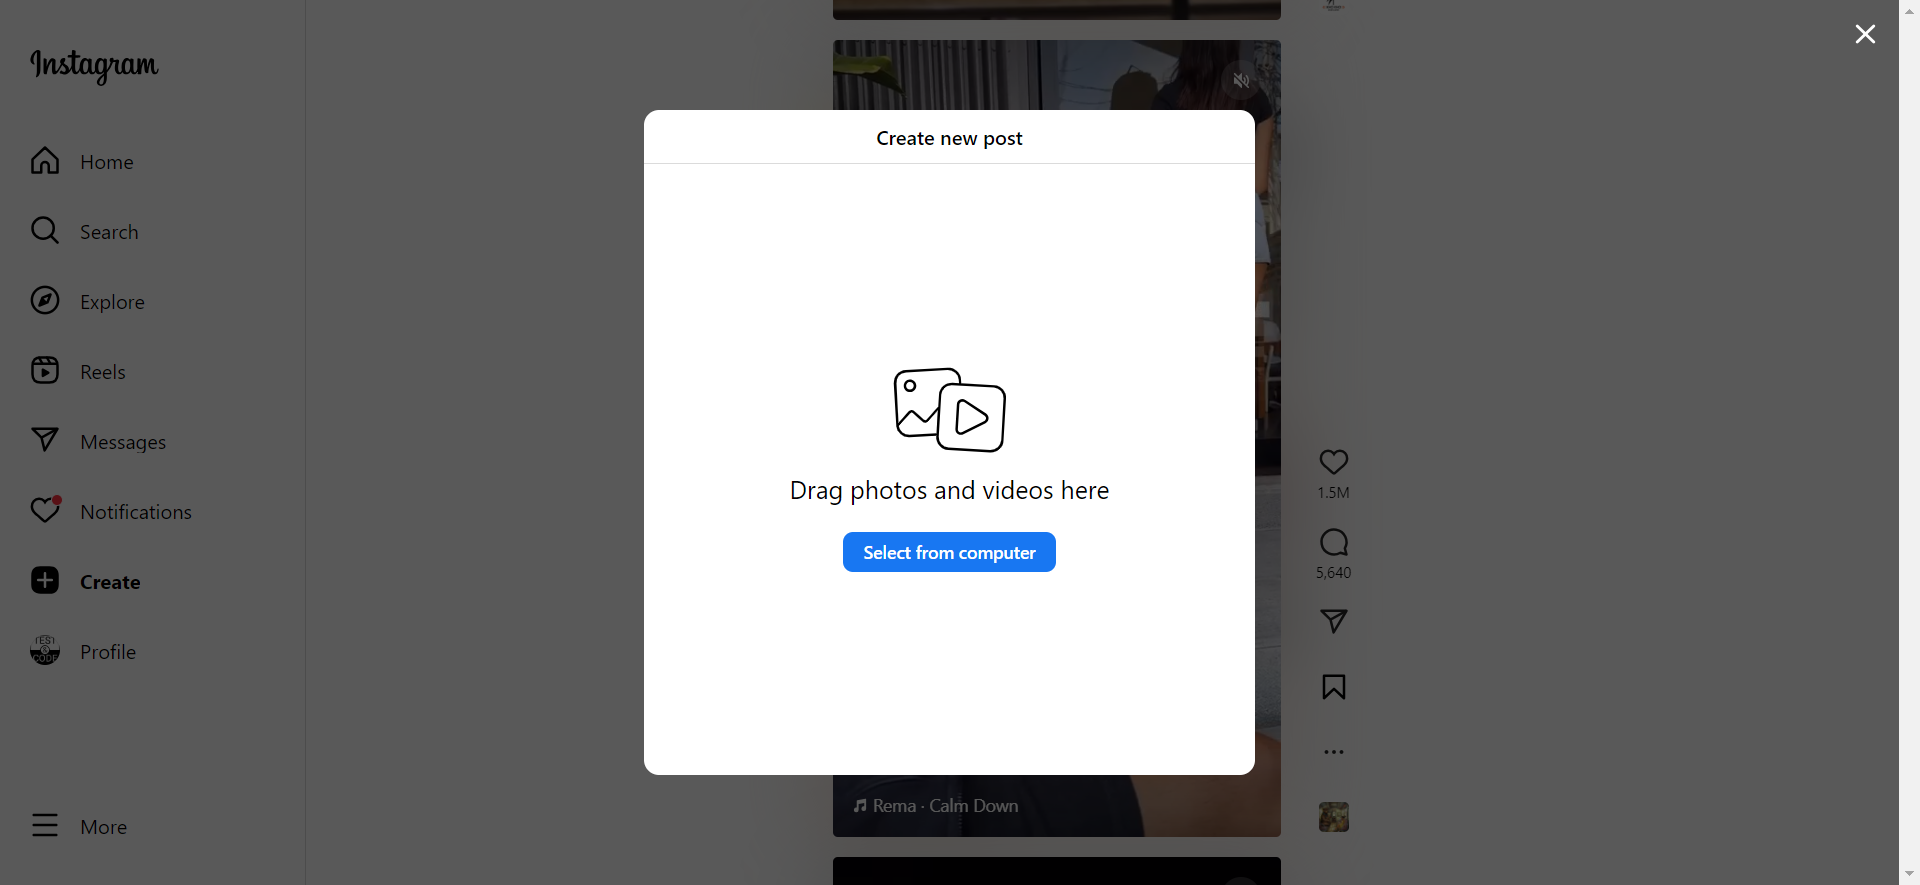 Instagram
Home
Search
Explore
Reels
Messages
Notifications
Create
Profile
More
Create new post
Drag photos and videos here
Select from computer
1.5M
5,640
Rema · Calm Down